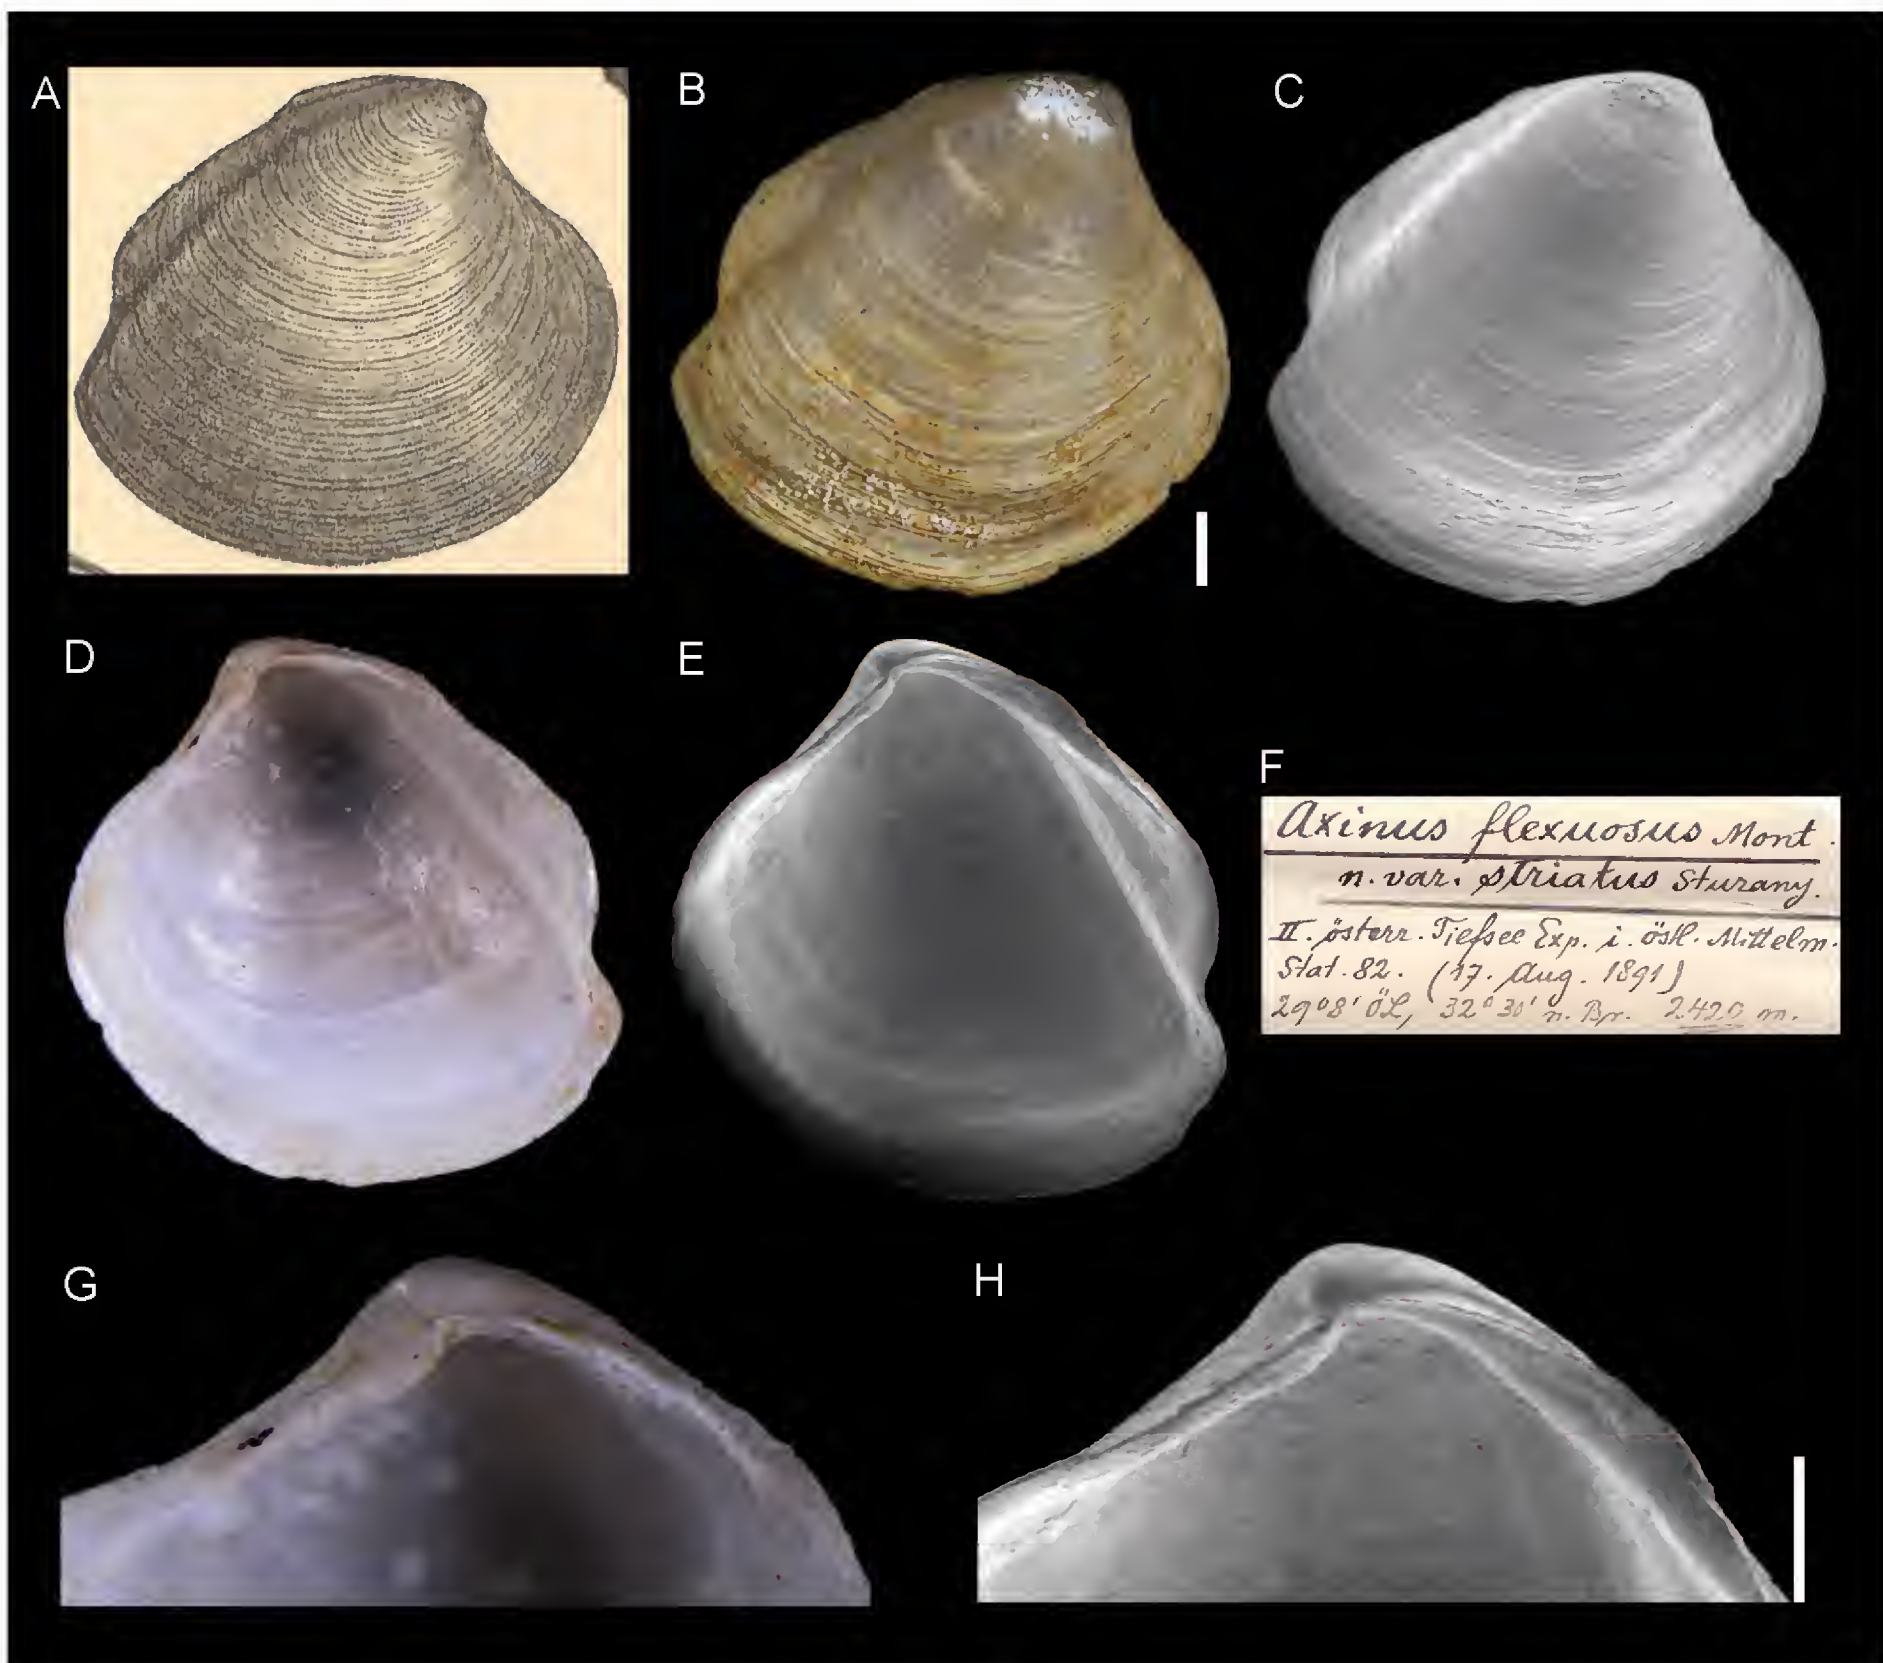 A
B
C
D
E
F
Axinus flexuosus Mont.
n. var. striatus Sturany.
II. österr. Tiefsee Exp. i. östl. Mittelm.
Stat. 82. (17. Aug. 1891)
29°8' ÖL, 32°30' n. Br. 2420 m.
G
H